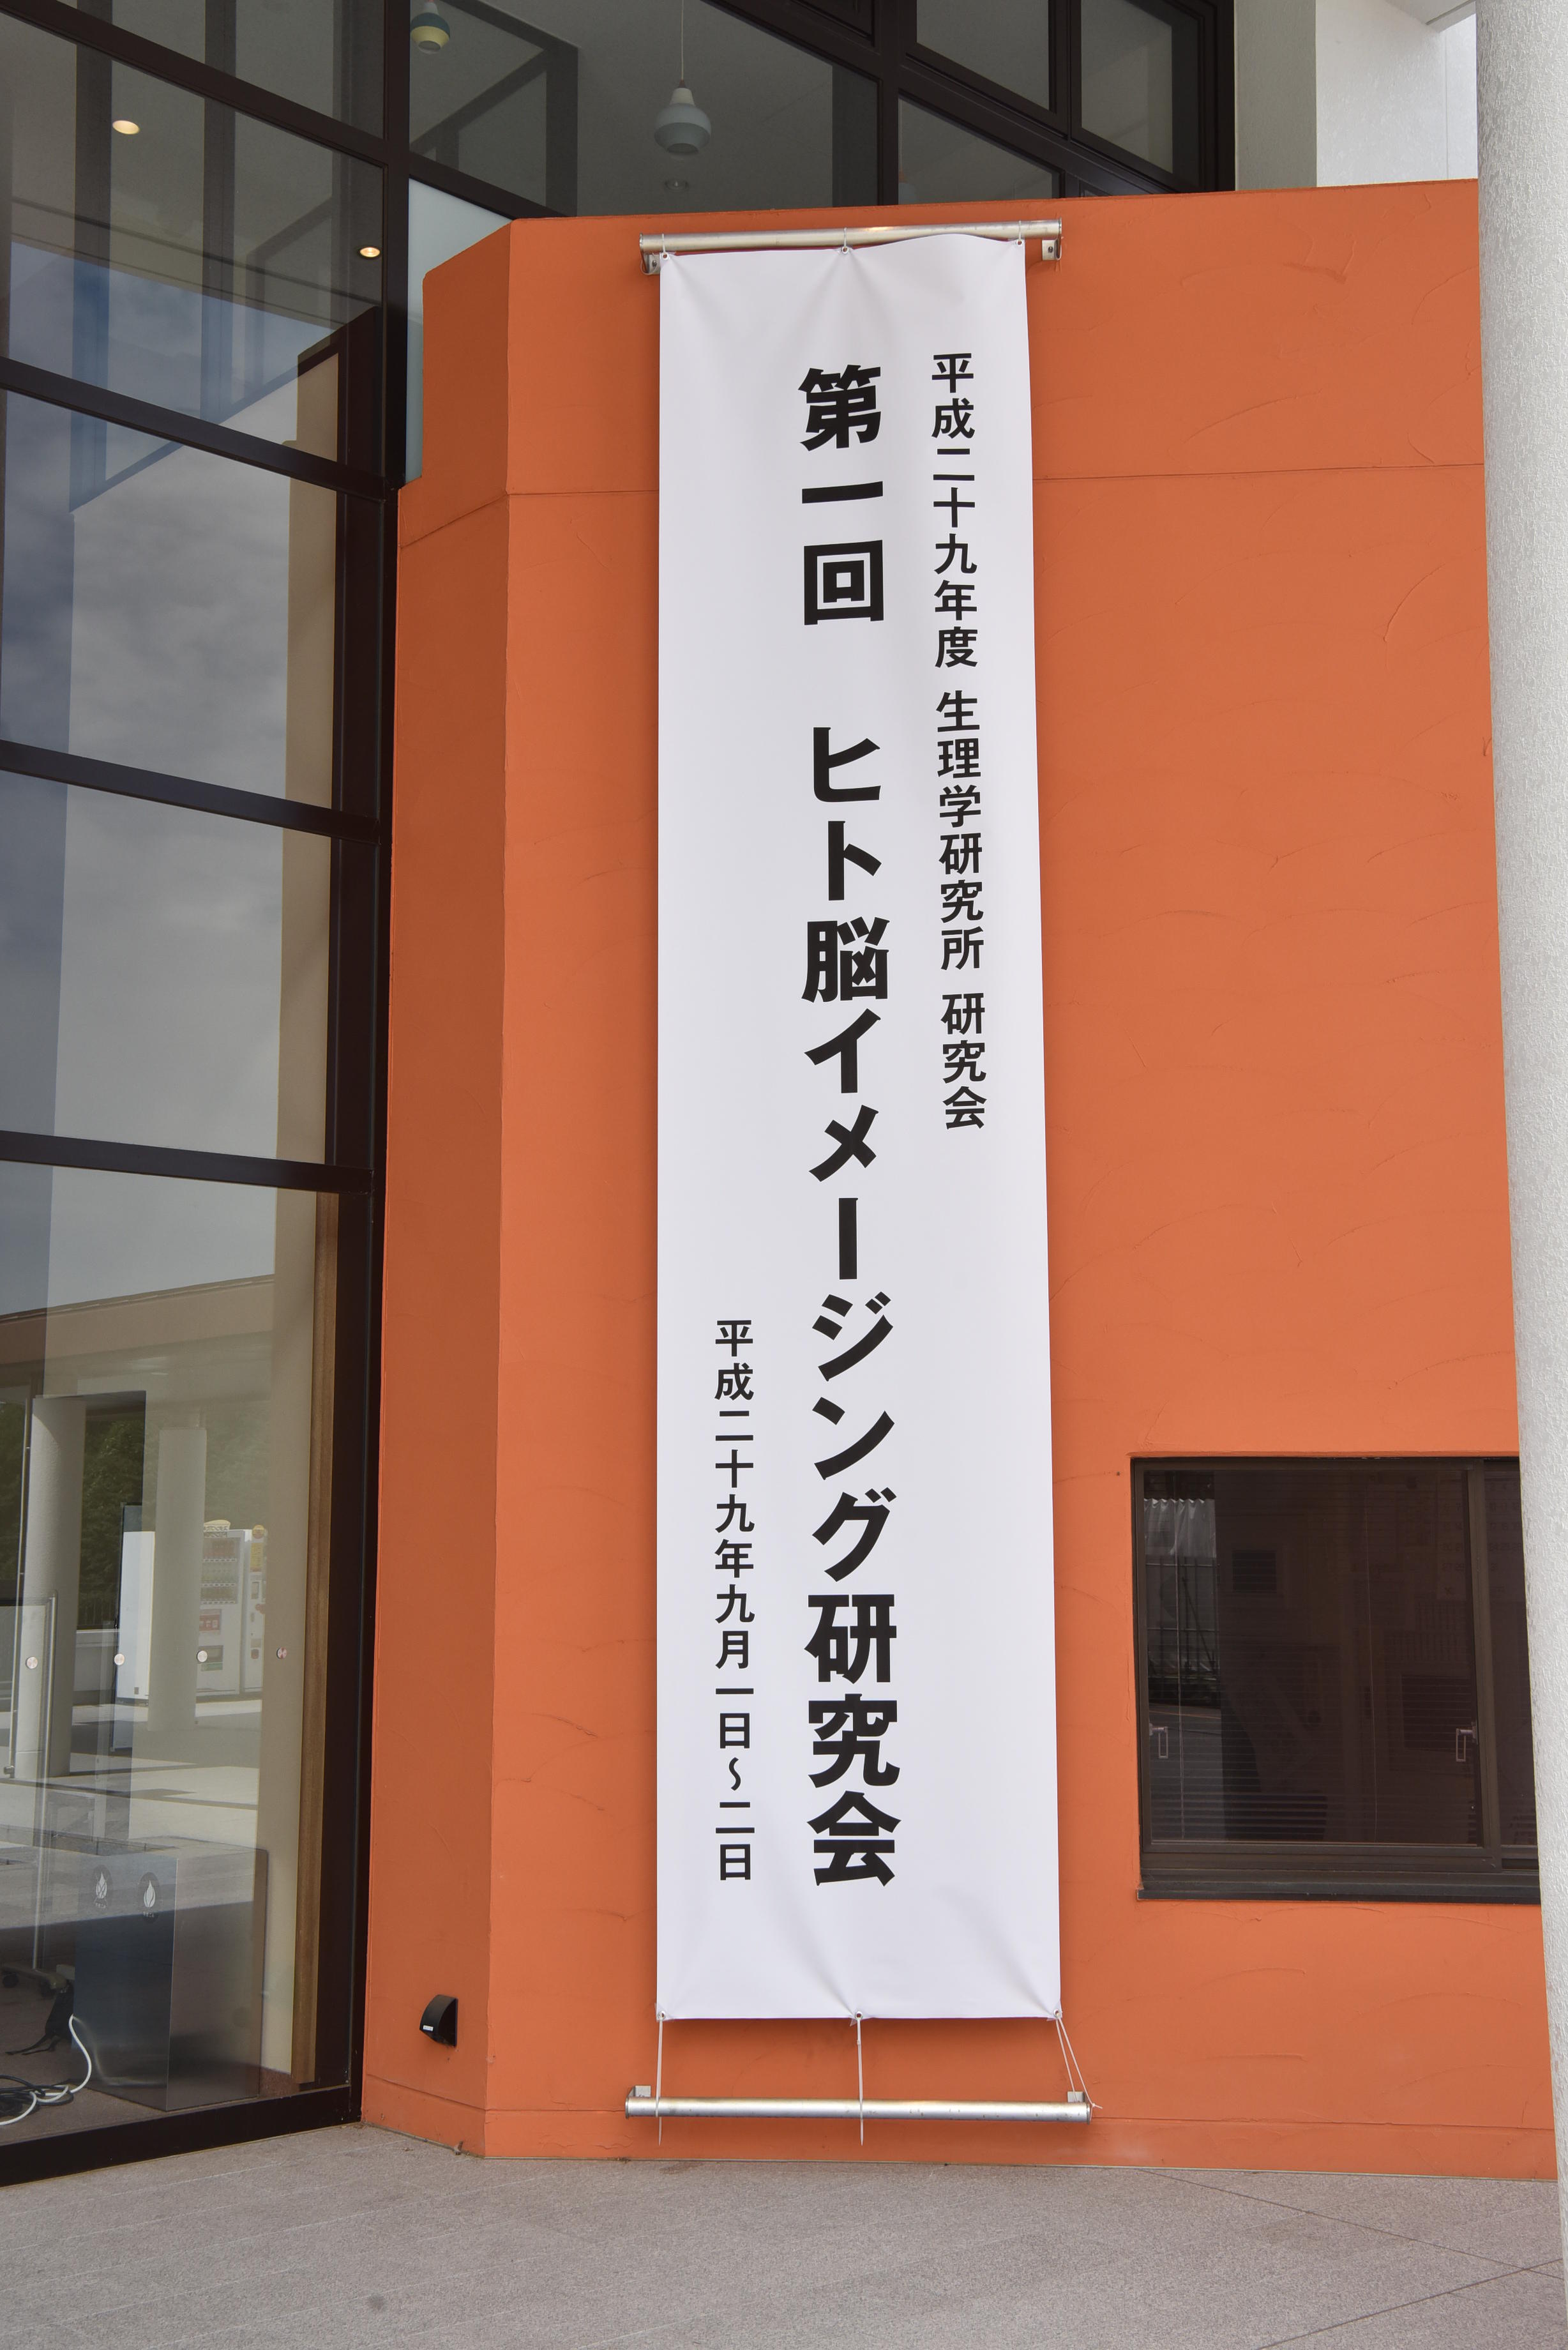 平成二十九年度 生理学研究所 研究会
第一回 ヒト脳イメージング研究会
平成二十九年九月一日〜二日